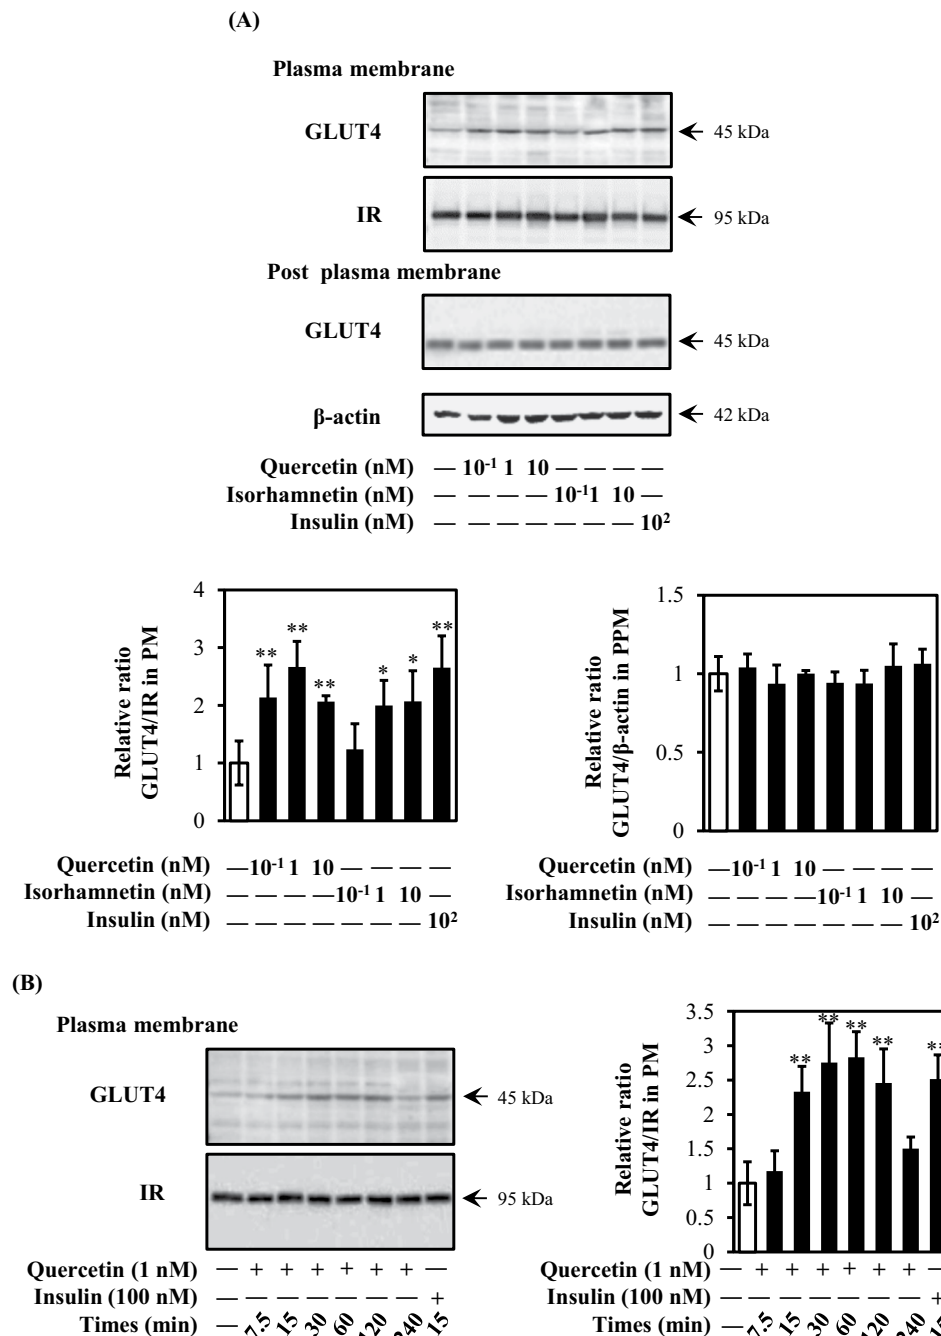 (A)
Plasma membrane
GLUT4
45 kDa
IR
95 kDa
Post plasma membrane
GLUT4
45 kDa
β-actin
42 kDa
Quercetin (nM) — 10⁻¹ 1 10 — — — —
Isorhamnetin (nM) — — — — 10⁻¹ 1 10 —
Insulin (nM) — — — — — — — 10²
Relative ratio
GLUT4/IR in PM
4
3
2
1
0
** ** ** * * **
Quercetin (nM) — 10⁻¹ 1 10 — — — —
Isorhamnetin (nM) — — — — 10⁻¹ 1 10 —
Insulin (nM) — — — — — — — 10²
Relative ratio
GLUT4/β-actin in PPM
1.5
1
0.5
0
Quercetin (nM) — 10⁻¹ 1 10 — — — —
Isorhamnetin (nM) — — — — 10⁻¹ 1 10 —
Insulin (nM) — — — — — — — 10²
(B)
Plasma membrane
GLUT4
45 kDa
IR
95 kDa
Quercetin (1 nM) — + + + + + + —
Insulin (100 nM) — — — — — — — +
Times (min) — 7.5 15 30 60 120 240 15
Relative ratio
GLUT4/IR in PM
3.5
3
2.5
2
1.5
1
0.5
0
** ** ** ** **
Quercetin (1 nM) — + + + + + + —
Insulin (100 nM) — — — — — — — +
Times (min) — 7.5 15 30 60 120 240 15